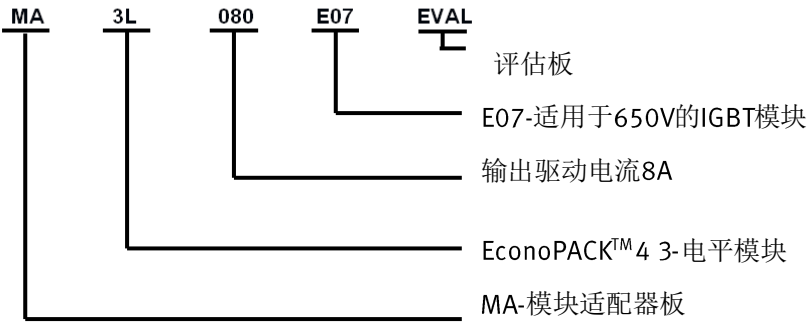 MA 3L 080 E07 EVAL
评估板
E07-适用于650V的IGBT模块
输出驱动电流8A
EconoPACK™4 3-电平模块
MA-模块适配器板